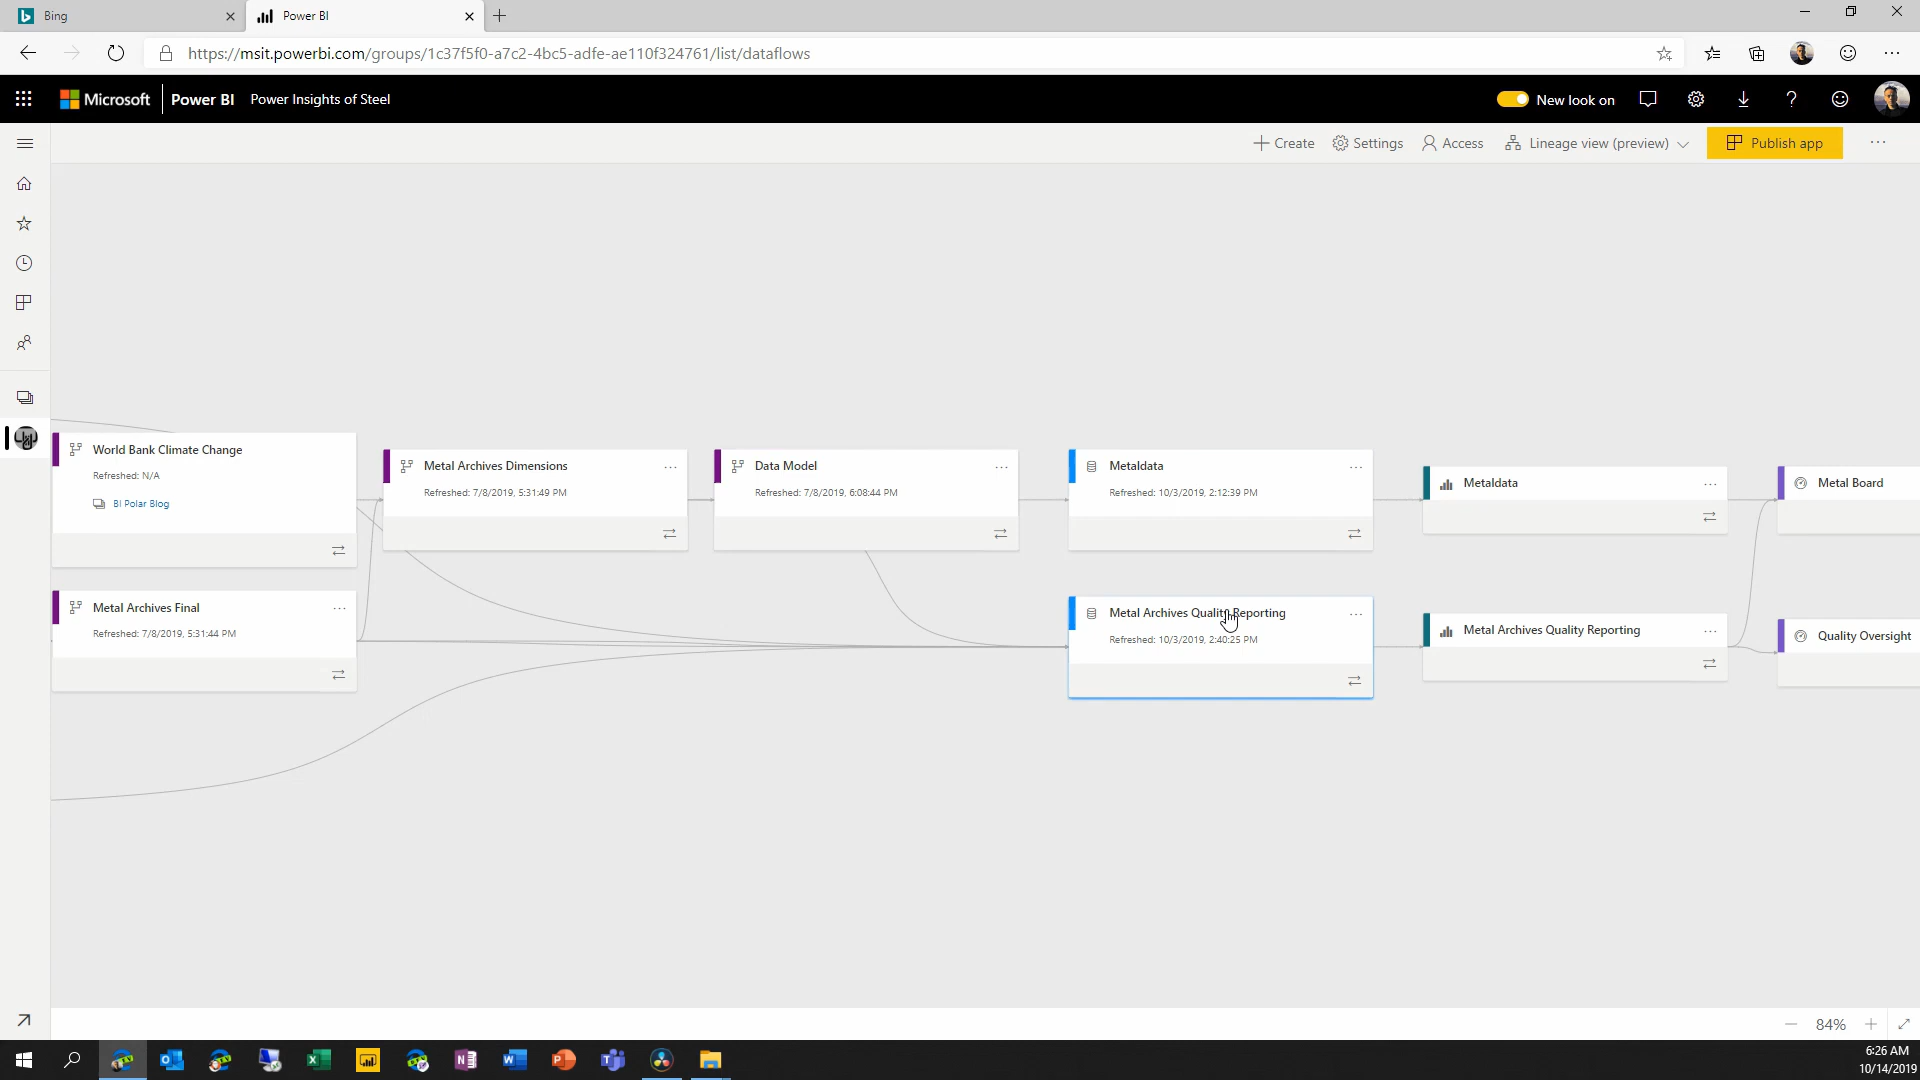 Bing
Power BI
https://msit.powerbi.com/groups/1c37f5f0-a7c2-4bc5-adfe-ae110f324761/list/dataflows
Microsoft Power BI Power Insights of Steel
New look on
Create Settings Access Lineage view (preview) Publish app
World Bank Climate Change
Refreshed: N/A
BI Polar Blog
Metal Archives Final
Refreshed: 7/8/2019, 5:31:44 PM
Metal Archives Dimensions
Refreshed: 7/8/2019, 5:31:49 PM
Data Model
Refreshed: 7/8/2019, 6:08:44 PM
Metaldata
Refreshed: 10/3/2019, 2:12:39 PM
Metal Archives Quality Reporting
Refreshed: 10/3/2019, 2:40:25 PM
Metaldata
Metal Archives Quality Reporting
Metal Board
Quality Oversight
84%
6:26 AM
10/14/2019